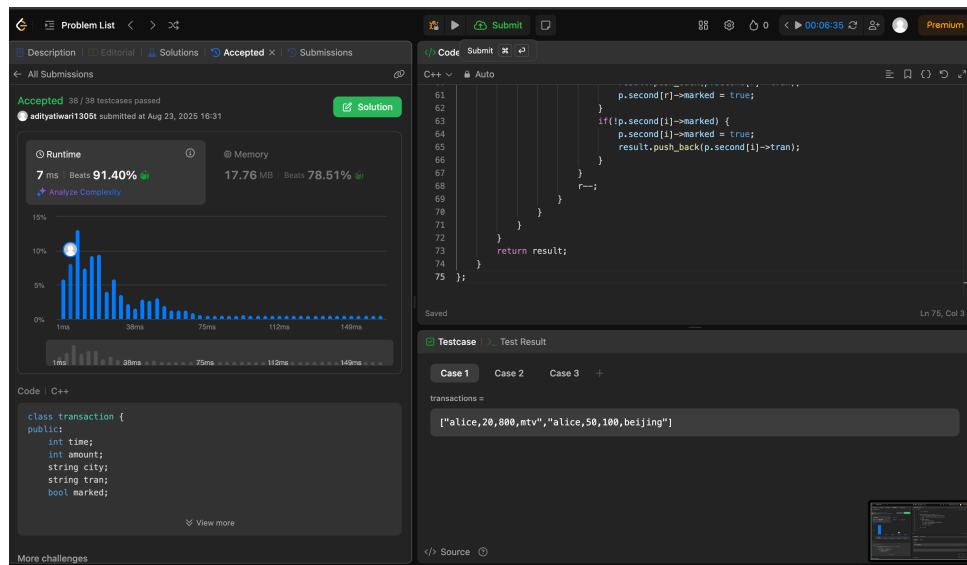 Problem List
Submit
0
00:06:35
Premium
Description
Editorial
Solutions
Accepted
Submissions
All Submissions
Accepted 38 / 38 testcases passed
adityatiwari1305t submitted at Aug 23, 2025 16:31
Solution
Runtime
7 ms Beats 91.40%
Analyze Complexity
Memory
17.76 MB Beats 78.51%
15%
10%
5%
0%
1ms 38ms 75ms 112ms 149ms
1ms 38ms 75ms 112ms 149ms
Code C++
class transaction {
public:
int time;
int amount;
string city;
string tran;
bool marked;
View more
More challenges
</> Code
Submit ⌘
C++ Auto
61 p.second[r]->marked = true;
62 }
63 if(!p.second[i]->marked) {
64 p.second[i]->marked = true;
65 result.push_back(p.second[i]->tran);
66 }
67 }
68 r--;
69 }
70 }
71 }
72 }
73 return result;
74 }
75 };
Saved
Ln 75, Col 3
Testcase
>_ Test Result
Case 1 Case 2 Case 3 +
transactions =
["alice,20,800,mtv","alice,50,100,beijing"]
</> Source